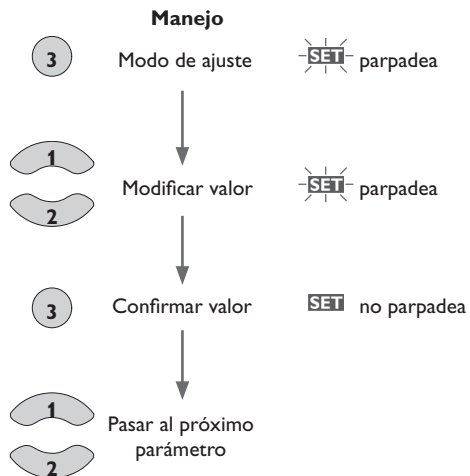 Manejo
3 Modo de ajuste SET parpadea
1
Modificar valor SET parpadea
2
3 Confirmar valor SET no parpadea
1
Pasar al próximo
parámetro
2